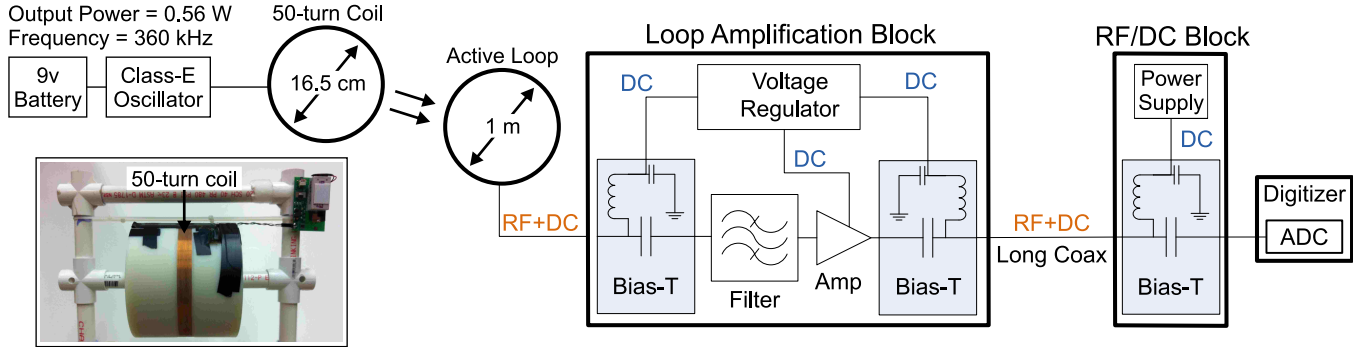 Output Power = 0.56 W
Frequency = 360 kHz
9v
Battery
Class-E
Oscillator
50-turn Coil
16.5 cm
Active Loop
1 m
50-turn coil
RF+DC
Loop Amplification Block
DC
Voltage
Regulator
DC
DC
Bias-T
Filter
Amp
Bias-T
RF+DC
Long Coax
RF/DC Block
Power
Supply
DC
Bias-T
Digitizer
ADC